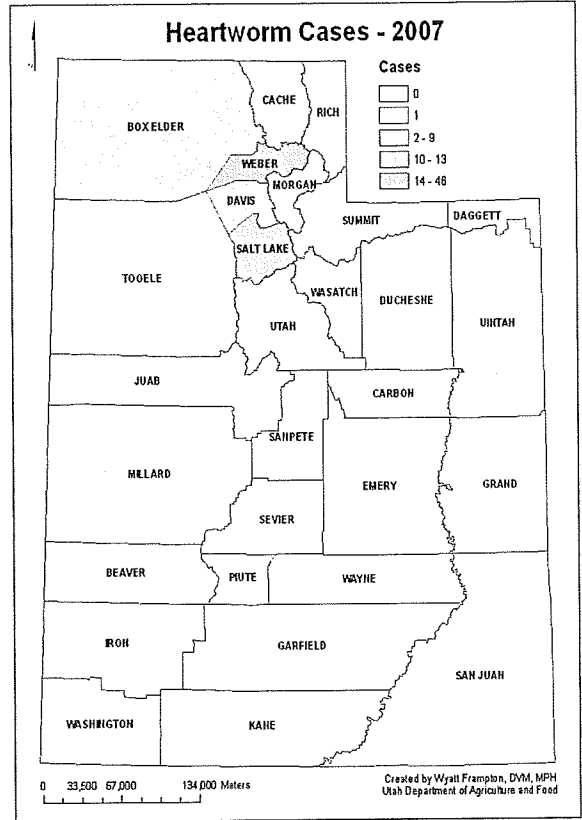 Heartworm Cases - 2007
Cases
0
1
2 - 9
10 - 13
14 - 46
CACHE
RICH
BOXELDER
WEBER
MORGAN
DAVIS
SUMMIT
DAGGETT
SALT LAKE
TOOELE
WASATCH
DUCHESHE
UTAH
UINTAH
JUAB
CARBON
SANPETE
MILLARD
EMERY
GRAND
SEVIER
BEAVER
PIUTE
WAYNE
IRON
GARFIELD
SAN JUAN
WASHINGTON
KANE
0 33,500 67,000 134,000 Meters
Created by Wyatt Frampton, DVM, MPH
Utah Department of Agriculture and Food